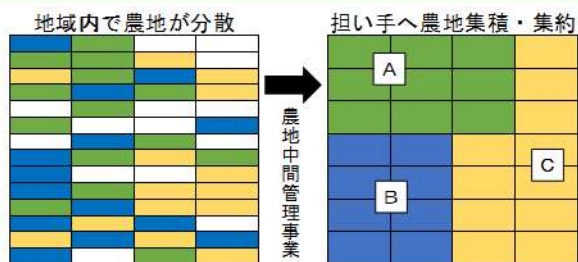 地域内で農地が分散
担い手へ農地集積・集約
農地中間管理事業
A
B
C